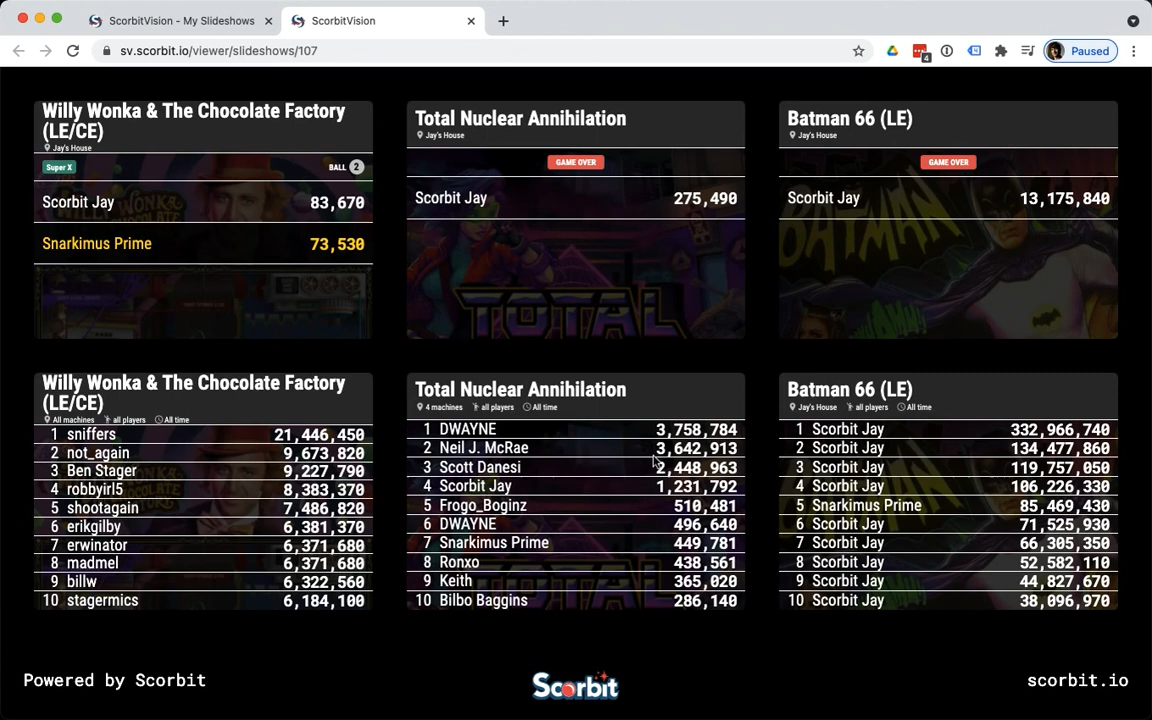 ScorbitVision - My Slideshows
ScorbitVision
sv.scorbit.io/viewer/slideshows/107
4
Paused
Willy Wonka & The Chocolate Factory
(LE/CE)
Jay's House
Super X
BALL 2
Scorbit Jay 83,670
Snarkimus Prime 73,530
Total Nuclear Annihilation
Jay's House
GAME OVER
Scorbit Jay 275,490
TOTAL
Batman 66 (LE)
Jay's House
GAME OVER
Scorbit Jay 13,175,840
BATMAN
Willy Wonka & The Chocolate Factory
(LE/CE)
All machines all players All time
1 sniffers 21,446,450
2 not_again 9,673,820
3 Ben Stager 9,227,790
4 robbyirl5 8,383,370
5 shootagain 7,486,820
6 erikgilby 6,381,370
7 erwinator 6,371,680
8 madmel 6,371,680
9 billw 6,322,560
10 stagermics 6,184,100
Total Nuclear Annihilation
4 machines all players All time
1 DWAYNE 3,758,784
2 Neil J. McRae 3,642,913
3 Scott Danesi 2,448,963
4 Scorbit Jay 1,231,792
5 Frogo_Boginz 510,481
6 DWAYNE 496,640
7 Snarkimus Prime 449,781
8 Ronxo 438,561
9 Keith 365,020
10 Bilbo Baggins 286,140
Batman 66 (LE)
Jay's House all players All time
1 Scorbit Jay 332,966,740
2 Scorbit Jay 134,477,860
3 Scorbit Jay 119,757,050
4 Scorbit Jay 106,226,330
5 Snarkimus Prime 85,469,430
6 Scorbit Jay 71,525,930
7 Scorbit Jay 66,305,350
8 Scorbit Jay 52,582,110
9 Scorbit Jay 44,827,670
10 Scorbit Jay 38,096,970
Powered by Scorbit
Scorbit
scorbit.io